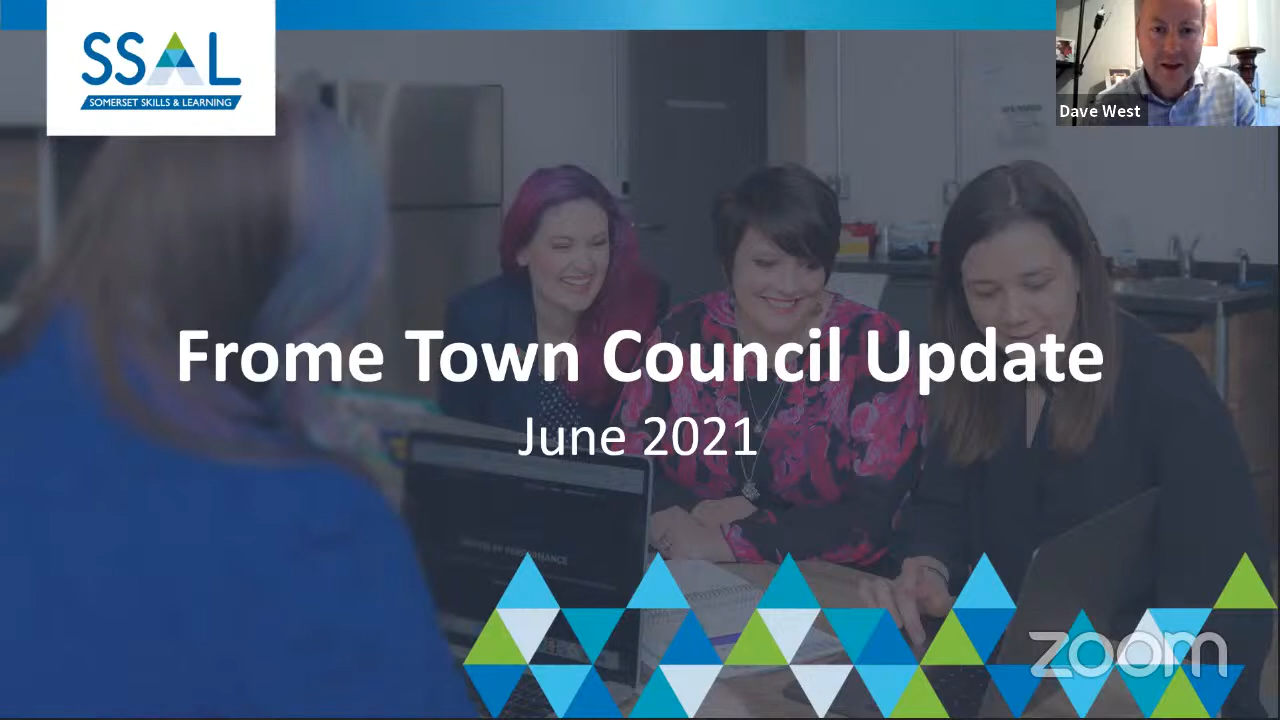 SSAL
SOMERSET SKILLS & LEARNING
Dave West
Frome Town Council Update
June 2021
zoom